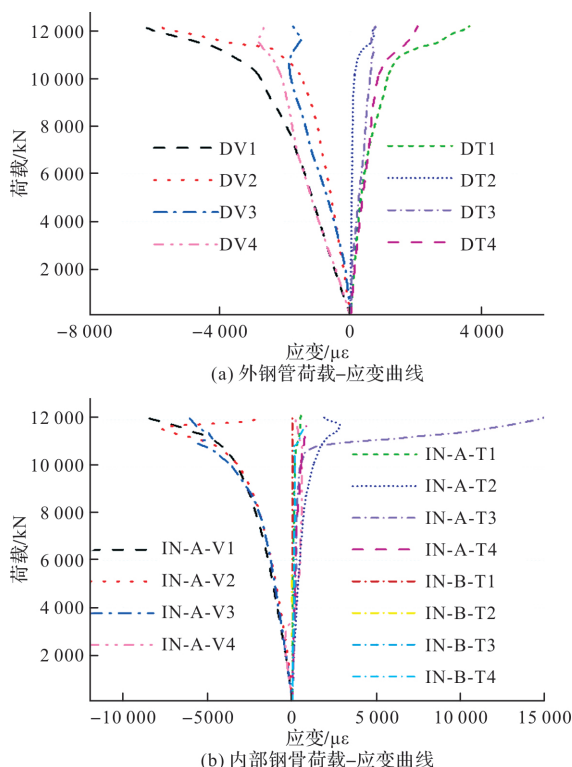 12 000
10 000
8 000
6 000
4 000
2 000
荷载/kN
DV1
DV2
DV3
DV4
DT1
DT2
DT3
DT4
−8 000
−4 000
0
4 000
应变/με
(a) 外钢管荷载–应变曲线
12 000
10 000
8 000
6 000
4 000
2 000
荷载/kN
IN-A-V1
IN-A-V2
IN-A-V3
IN-A-V4
IN-A-T1
IN-A-T2
IN-A-T3
IN-A-T4
IN-B-T1
IN-B-T2
IN-B-T3
IN-B-T4
−10 000
−5000
0
5 000
10 000
15 000
应变/με
(b) 内部钢骨荷载–应变曲线